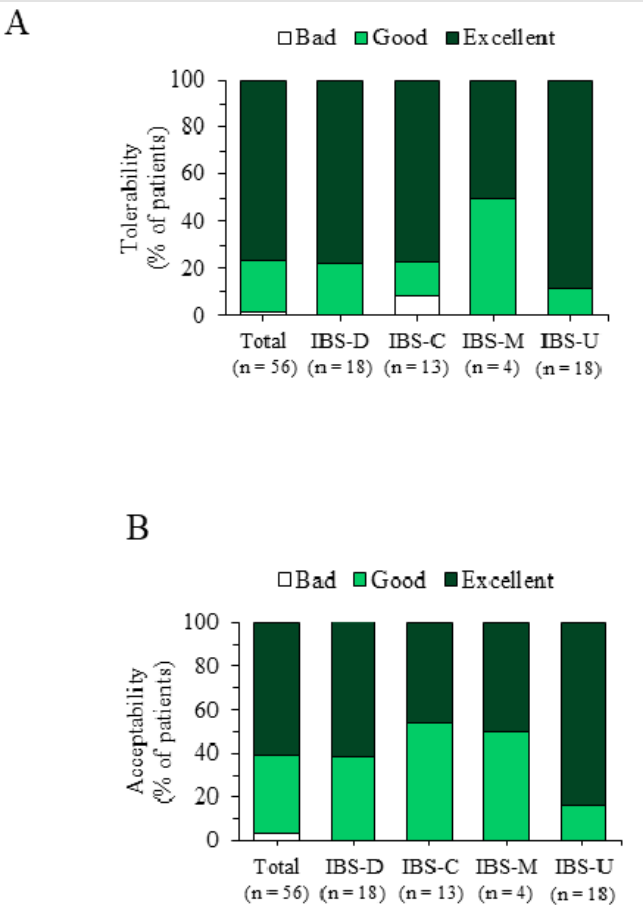 A
Bad Good Excellent
100
80
60
40
20
0
Tolerability
(% of patients)
Total IBS-D IBS-C IBS-M IBS-U
(n = 56) (n = 18) (n = 13) (n = 4) (n = 18)
B
Bad Good Excellent
100
80
60
40
20
0
Acceptability
(% of patients)
Total IBS-D IBS-C IBS-M IBS-U
(n = 56) (n = 18) (n = 13) (n = 4) (n = 18)